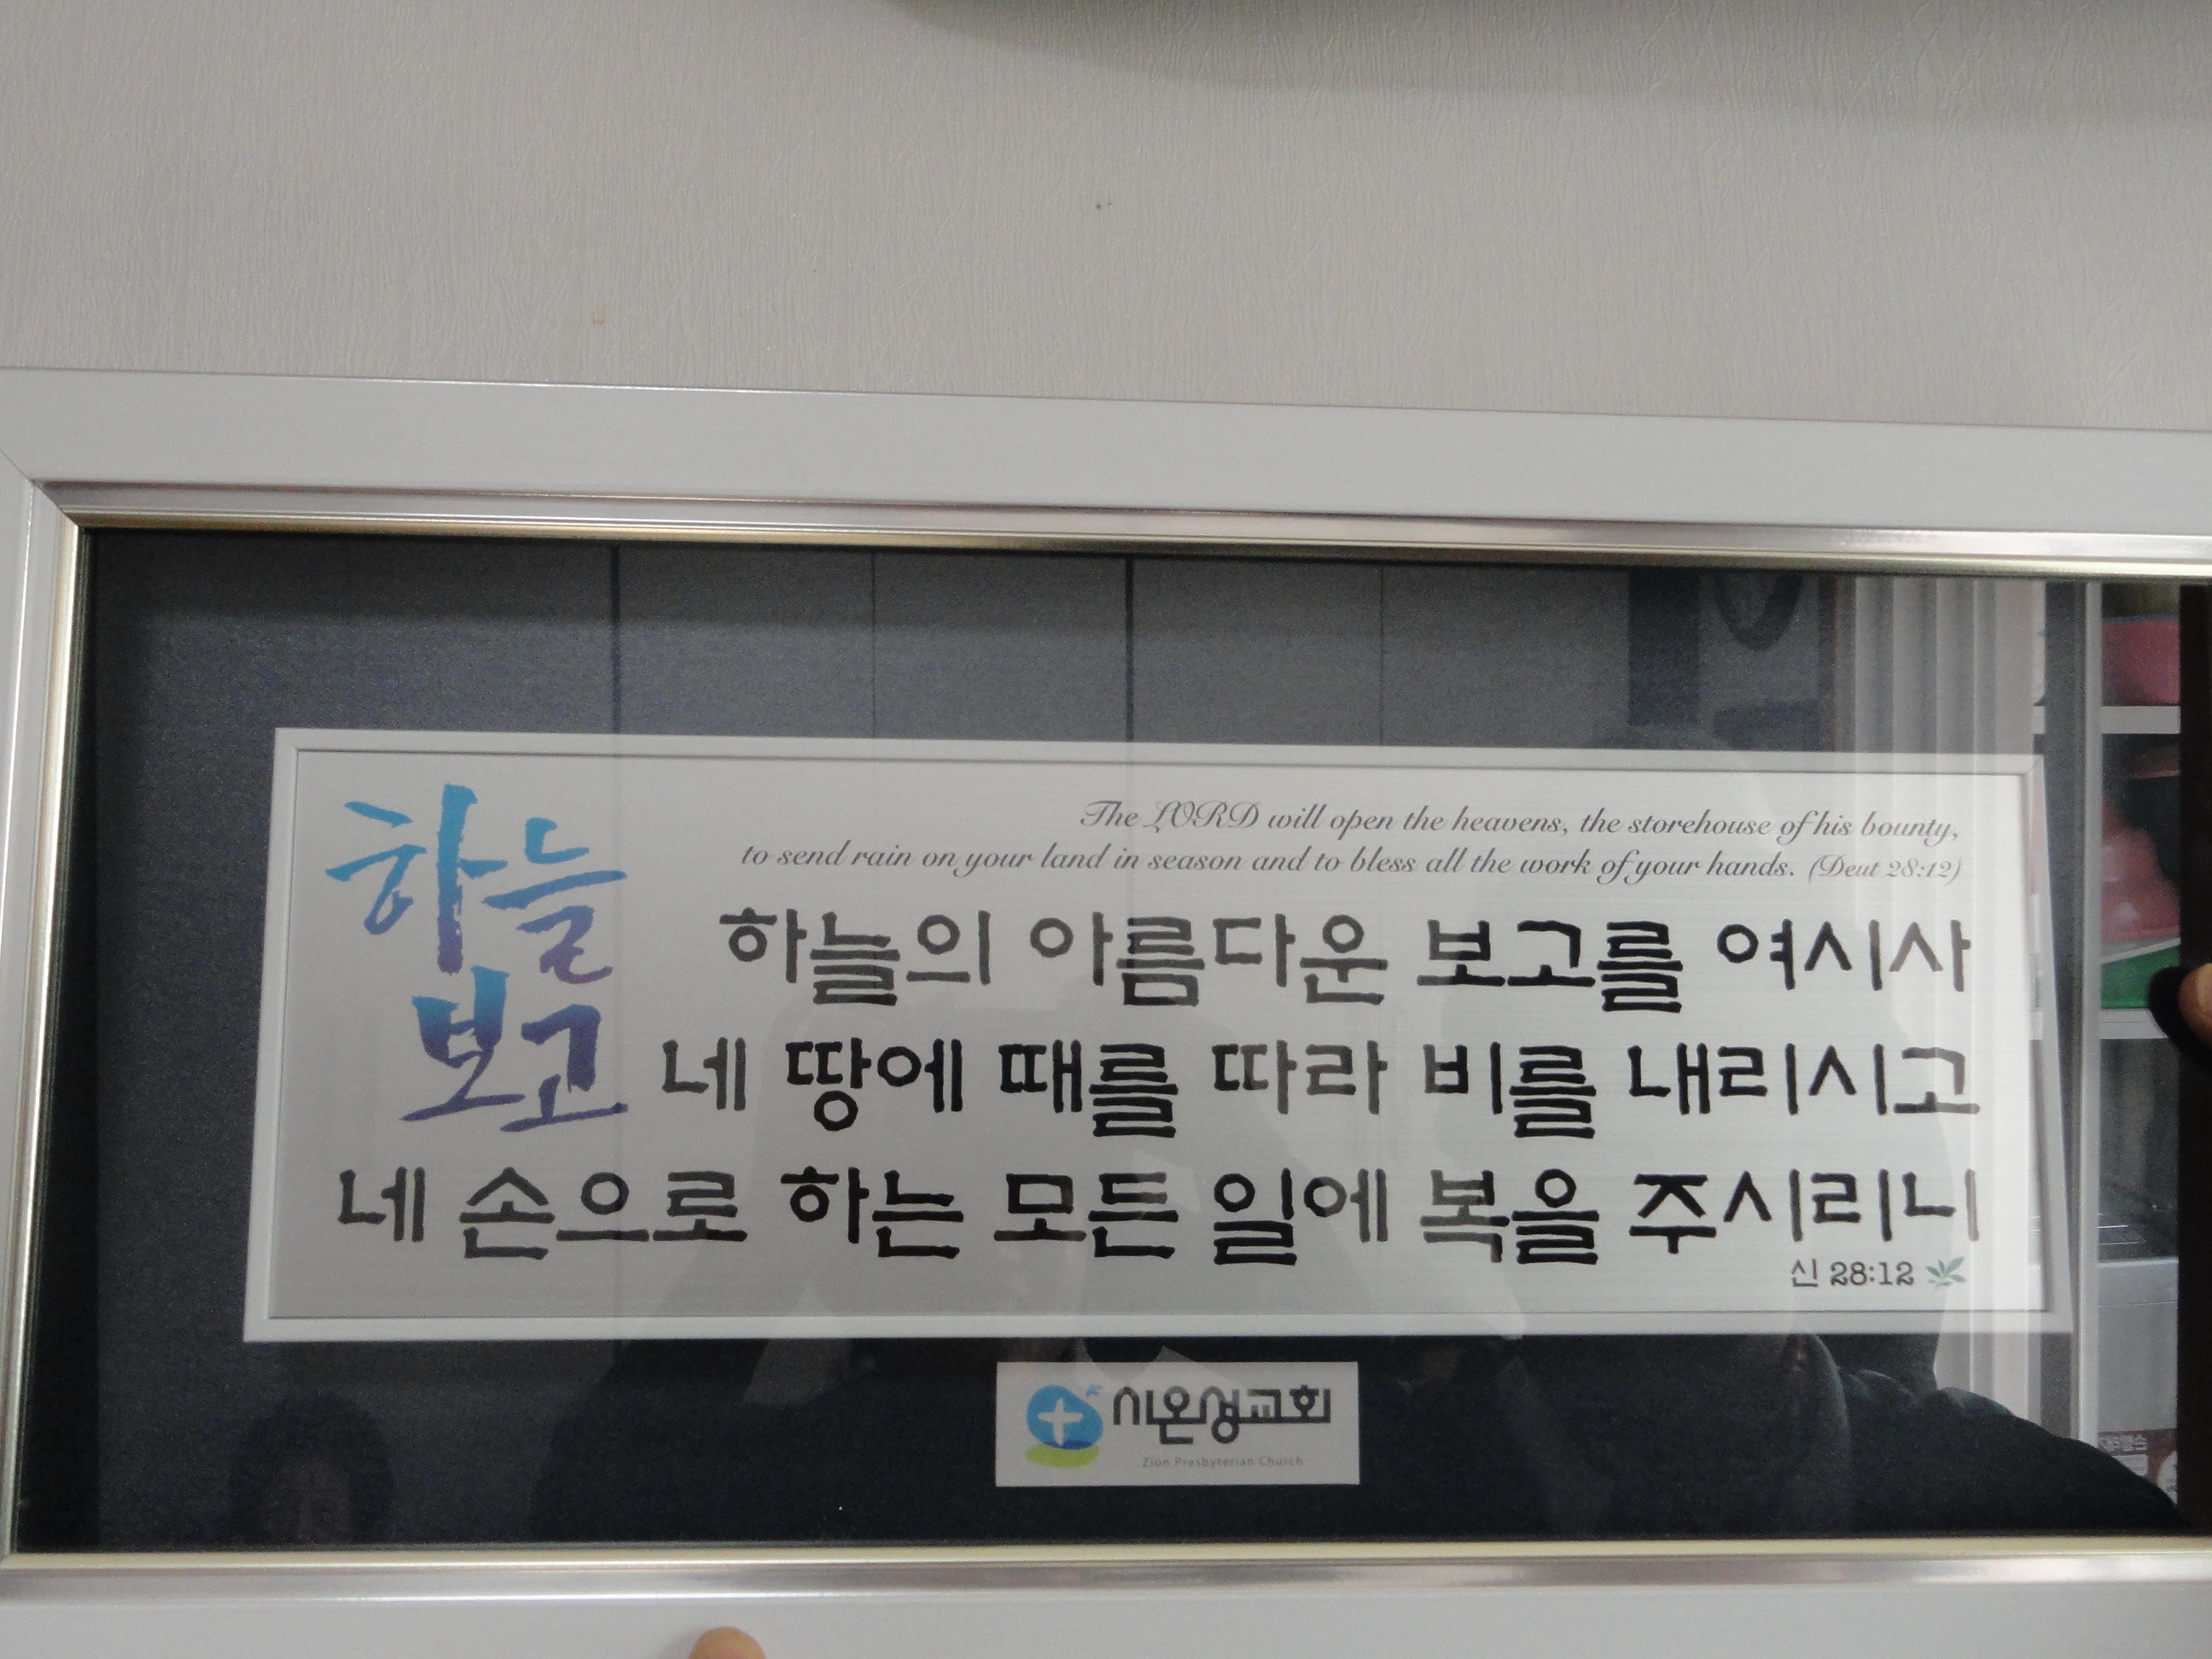 하늘
보고
The LORD will open the heavens, the storehouse of his bounty,
to send rain on your land in season and to bless all the work of your hands. (Deut 28:12)
하늘의 아름다운 보고를 여시사
네 땅에 때를 따라 비를 내리시고
네 손으로 하는 모든 일에 복을 주시리니
신 28:12
시온성교회
Zion Presbyterian Church